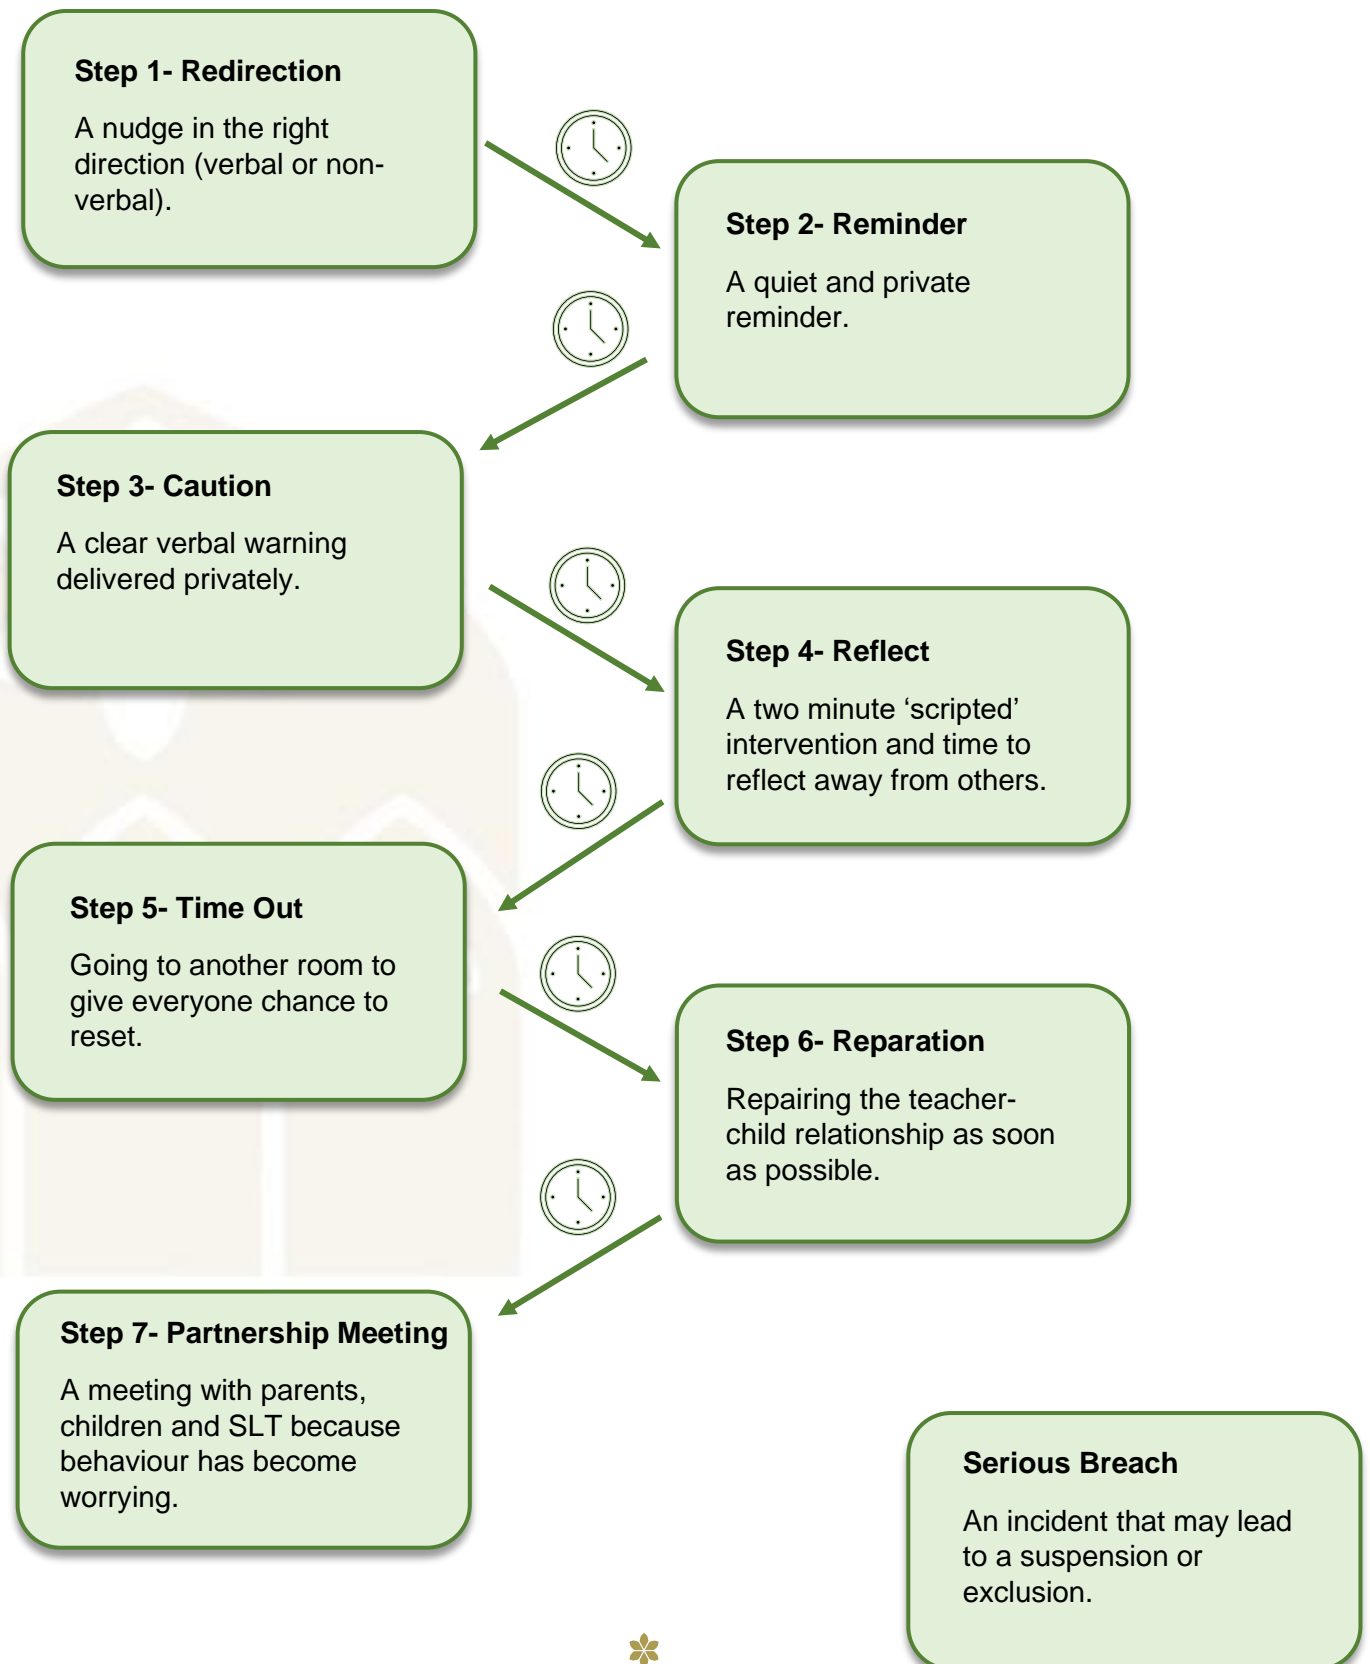 Step 1- Redirection
A nudge in the right
direction (verbal or non-
verbal).
Step 2- Reminder
A quiet and private
reminder.
Step 3- Caution
A clear verbal warning
delivered privately.
Step 4- Reflect
A two minute ‘scripted’
intervention and time to
reflect away from others.
Step 5- Time Out
Going to another room to
give everyone chance to
reset.
Step 6- Reparation
Repairing the teacher-
child relationship as soon
as possible.
Step 7- Partnership Meeting
A meeting with parents,
children and SLT because
behaviour has become
worrying.
Serious Breach
An incident that may lead
to a suspension or
exclusion.